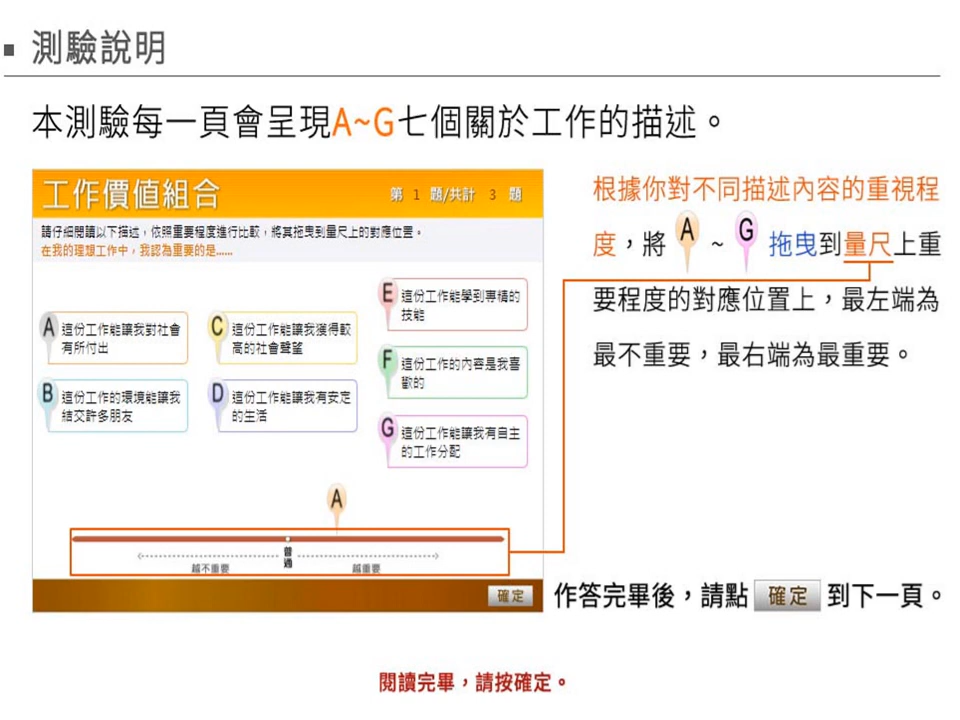 測驗說明
本測驗每一頁會呈現A~G七個關於工作的描述。
工作價值組合
第 1 題/共計 3 題
請仔細閱讀以下描述，依照重要程度進行比較，將其拖曳到量尺上的對應位置。
在我的理想工作中，我認為重要的是......
A 這份工作能讓我對社會
有所付出
B 這份工作的環境能讓我
結交許多朋友
C 這份工作能讓我獲得較
高的社會聲望
D 這份工作能讓我有安定
的生活
E 這份工作能學到專精的
技能
F 這份工作的內容是我喜
歡的
G 這份工作能讓我有自主
的工作分配
A
普通
越不重要
越重要
確定
根據你對不同描述內容的重視程
度，將 A ~ G 拖曳到量尺上重
要程度的對應位置上，最左端為
最不重要，最右端為最重要。
作答完畢後，請點 確定 到下一頁。
閱讀完畢，請按確定。